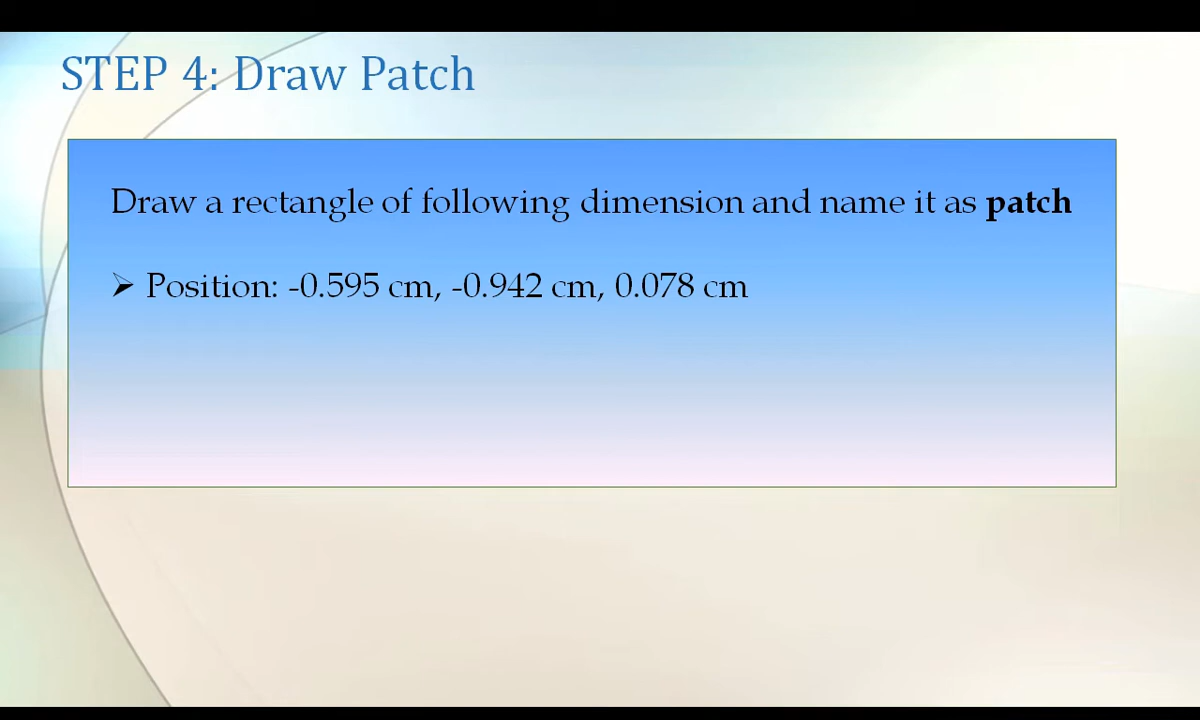 STEP 4: Draw Patch
Draw a rectangle of following dimension and name it as patch
➢ Position: -0.595 cm, -0.942 cm, 0.078 cm